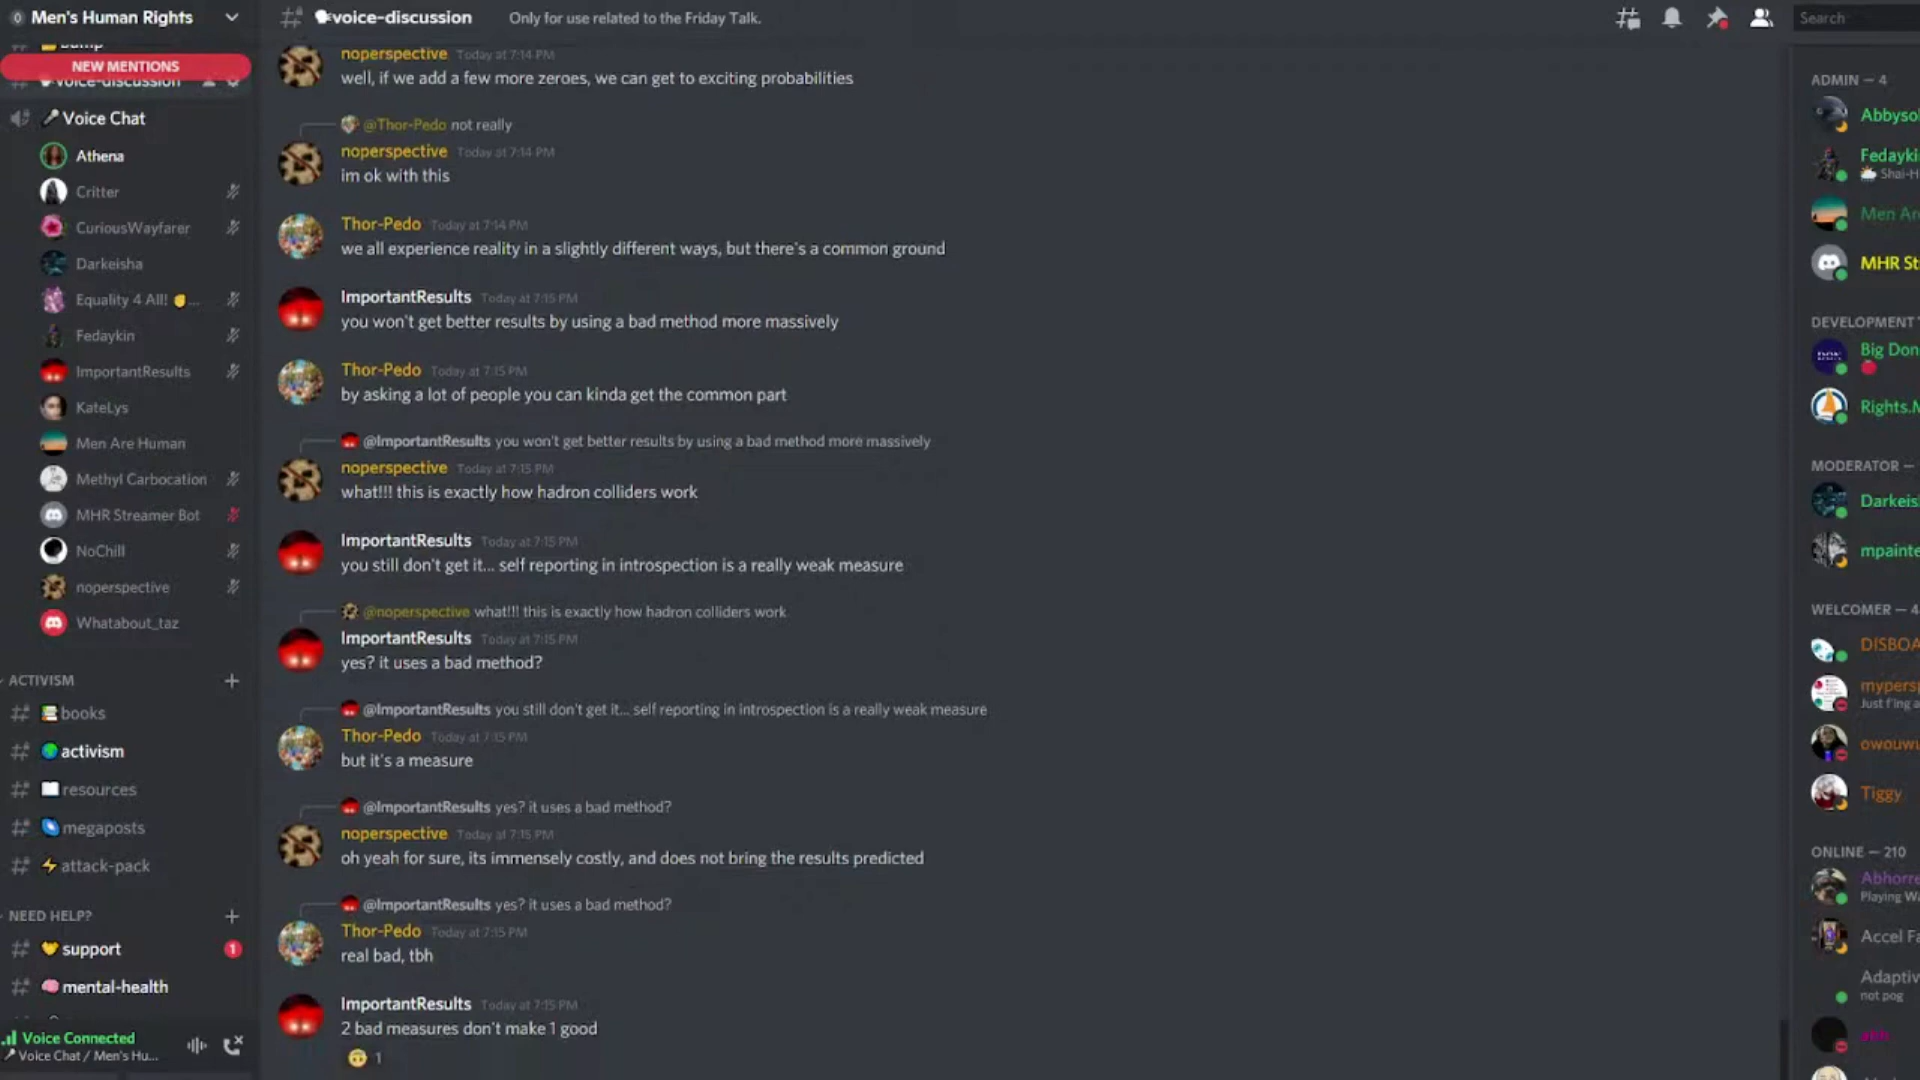 Men's Human Rights
NEW MENTIONS
voice-discussion
Voice Chat
Athena
Critter
CuriousWayfarer
Darkeisha
Equality 4 All! ✊...
Fedaykin
ImportantResults
KateLys
Men Are Human
Methyl Carbocation
MHR Streamer Bot
NoChill
noperspective
Whatabout_taz
ACTIVISM
books
activism
resources
megaposts
attack-pack
NEED HELP?
support
1
mental-health
Voice Connected
Voice Chat / Men's Hu...
voice-discussion
Only for use related to the Friday Talk.
Search
noperspective Today at 7:14 PM
well, if we add a few more zeroes, we can get to exciting probabilities
@Thor-Pedo not really
noperspective Today at 7:14 PM
im ok with this
Thor-Pedo Today at 7:14 PM
we all experience reality in a slightly different ways, but there's a common ground
ImportantResults Today at 7:15 PM
you won't get better results by using a bad method more massively
Thor-Pedo Today at 7:15 PM
by asking a lot of people you can kinda get the common part
@ImportantResults you won't get better results by using a bad method more massively
noperspective Today at 7:15 PM
what!!! this is exactly how hadron colliders work
ImportantResults Today at 7:15 PM
you still don't get it... self reporting in introspection is a really weak measure
@noperspective what!!! this is exactly how hadron colliders work
ImportantResults Today at 7:15 PM
yes? it uses a bad method?
@ImportantResults you still don't get it... self reporting in introspection is a really weak measure
Thor-Pedo Today at 7:15 PM
but it's a measure
@ImportantResults yes? it uses a bad method?
noperspective Today at 7:15 PM
oh yeah for sure, its immensely costly, and does not bring the results predicted
@ImportantResults yes? it uses a bad method?
Thor-Pedo Today at 7:15 PM
real bad, tbh
ImportantResults Today at 7:15 PM
2 bad measures don't make 1 good
🙃 1
ADMIN — 4
Abbysol
Fedayki
Shai-H
Men Are
MHR St
DEVELOPMENT
Big Don
Rights.M
MODERATOR —
Darkeis
mpainte
WELCOMER — 4
DISBOA
mypersp
Just f'ing a
owouwu
Tiggy
ONLINE — 210
Abhorre
Playing Wa
Accel Fa
Adaptiv
not pog